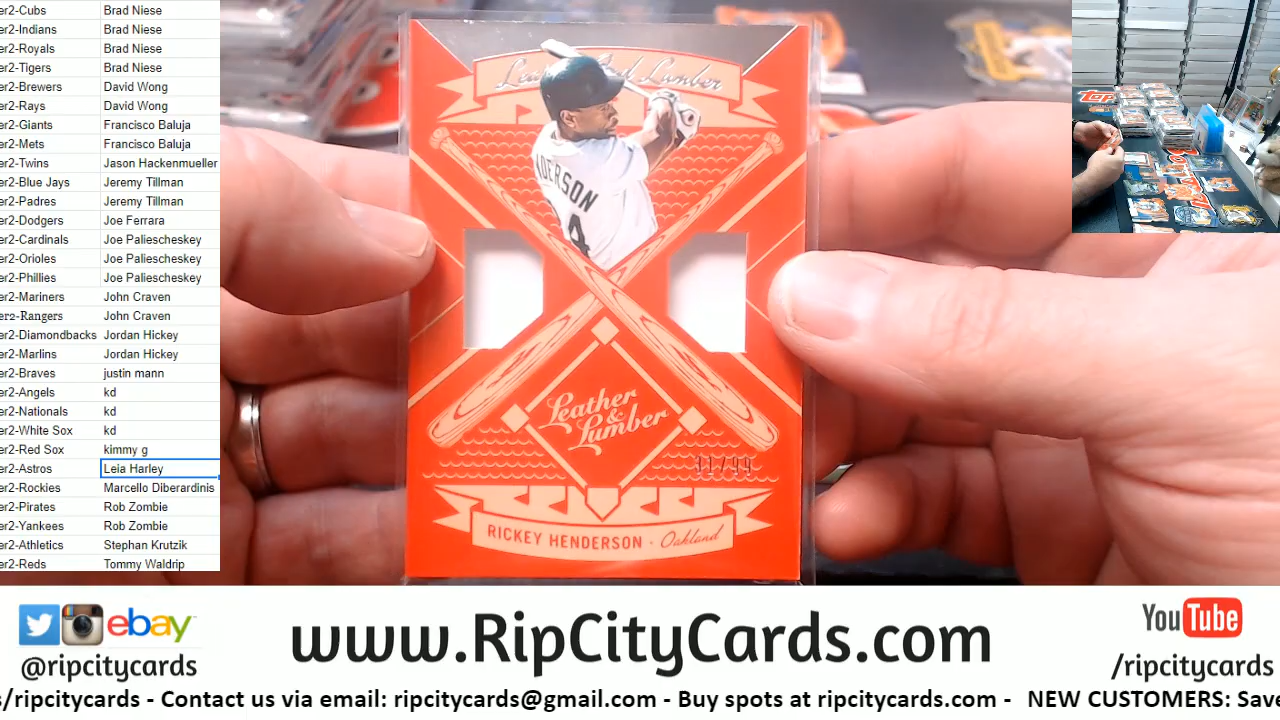 er2-Cubs Brad Niese
er2-Indians Brad Niese
er2-Royals Brad Niese
er2-Tigers Brad Niese
er2-Brewers David Wong
er2-Rays David Wong
er2-Giants Francisco Baluja
er2-Mets Francisco Baluja
er2-Twins Jason Hackenmueller
er2-Blue Jays Jeremy Tillman
er2-Padres Jeremy Tillman
er2-Dodgers Joe Ferrara
er2-Cardinals Joe Paliescheskey
er2-Orioles Joe Paliescheskey
er2-Phillies Joe Paliescheskey
er2-Mariners John Craven
er2-Rangers John Craven
er2-Diamondbacks Jordan Hickey
er2-Marlins Jordan Hickey
er2-Braves justin mann
er2-Angels kd
er2-Nationals kd
er2-White Sox kd
er2-Red Sox kimmy g
er2-Astros Leia Harley
er2-Rockies Marcello Diberardinis
er2-Pirates Rob Zombie
er2-Yankees Rob Zombie
er2-Athletics Stephan Krutzik
er2-Reds Tommy Waldrip
Lumber
DERSON
4
Leather
&
Lumber
RICKEY HENDERSON · Oakland
ebay
@ripcitycards
www.RipCityCards.com
YouTube
/ripcitycards
s/ripcitycards - Contact us via email: ripcitycards@gmail.com - Buy spots at ripcitycards.com - NEW CUSTOMERS: Save